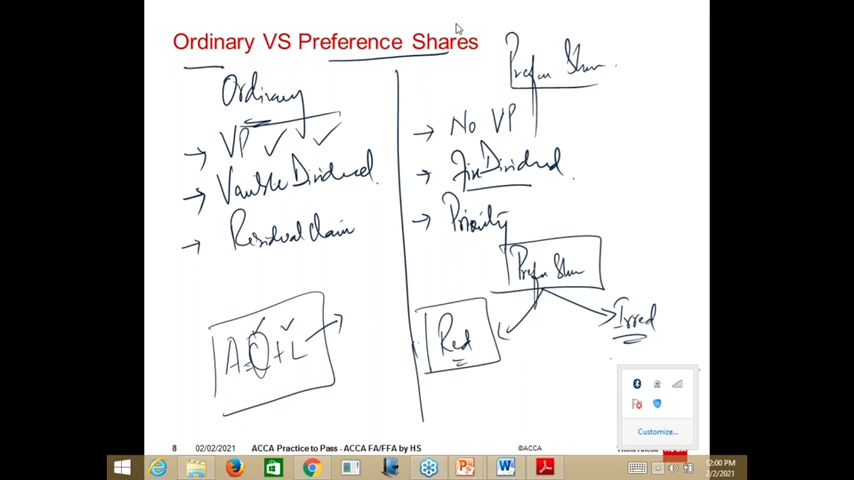 Ordinary VS Preference Shares
Ordinary
→ VP ✓ ✓
→ Variable Dividend
→ Residual Claim
A = C + L
Prefer Shar
→ No VP
→ Fix Dividend
→ Priority
Prefer Shar
Red
Irred
Customize...
8 02/02/2021 ACCA Practice to Pass - ACCA FA/FFA by HS ©ACCA
12:00 PM
2/2/2021